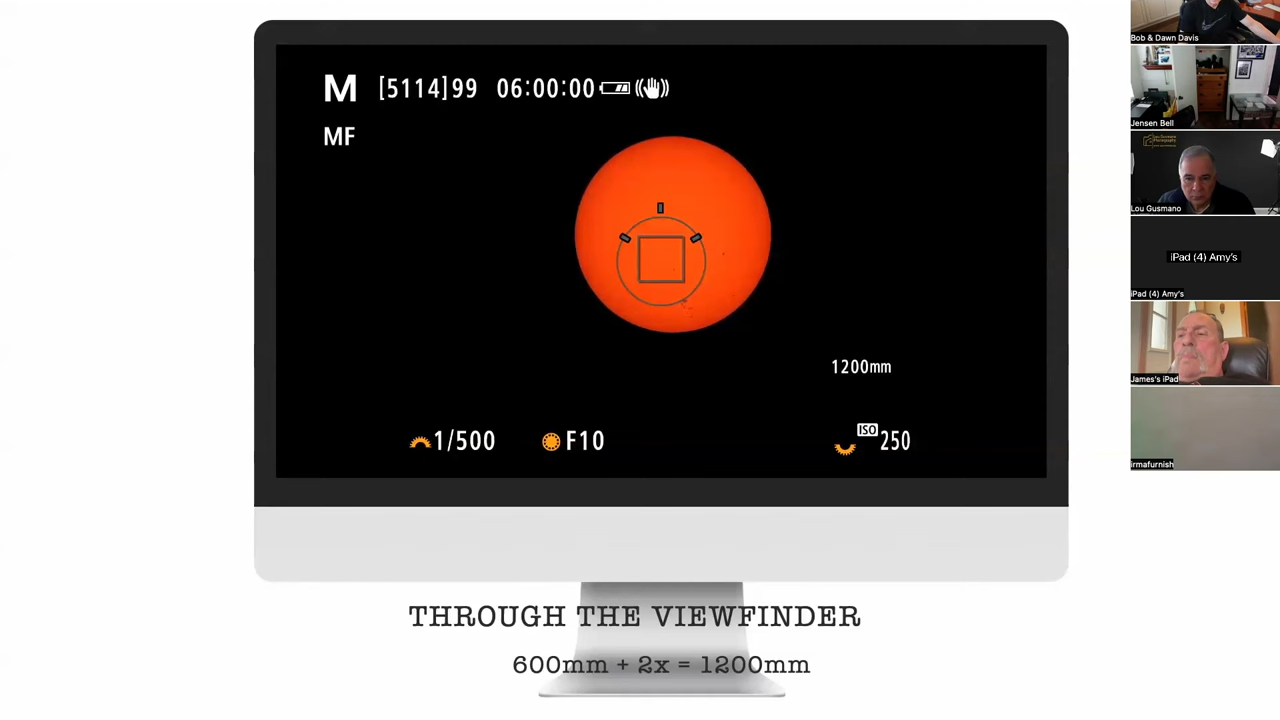 M [5114]99 06:00:00
MF
1200mm
1/500 F10 ISO 250
THROUGH THE VIEWFINDER
600mm + 2x = 1200mm
Bob & Dawn Davis
Jensen Bell
Lou Gusmano
iPad (4) Amy's
iPad (4) Amy's
James's iPad
irmafurnish